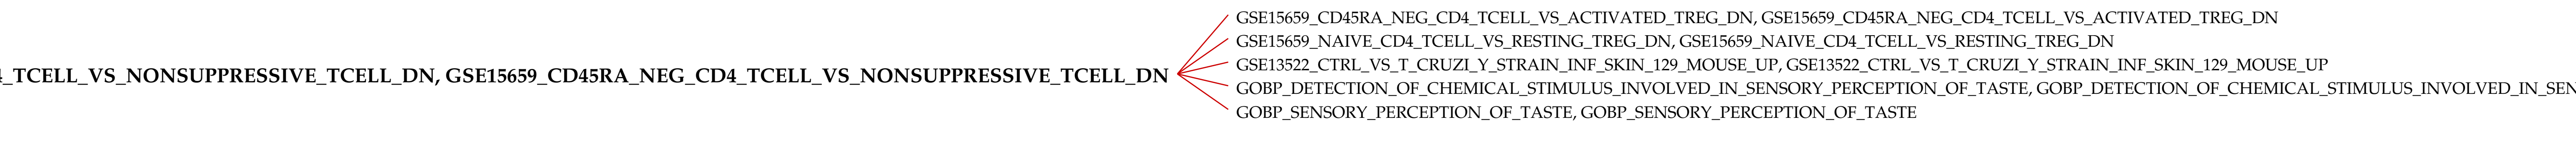 GSE15659_CD45RA_NEG_CD4_TCELL_VS_ACTIVATED_TREG_DN, GSE15659_CD45RA_NEG_CD4_TCELL_VS_ACTIVATED_TREG_DN
GSE15659_NAIVE_CD4_TCELL_VS_RESTING_TREG_DN, GSE15659_NAIVE_CD4_TCELL_VS_RESTING_TREG_DN
GSE13522_CTRL_VS_T_CRUZI_Y_STRAIN_INF_SKIN_129_MOUSE_UP, GSE13522_CTRL_VS_T_CRUZI_Y_STRAIN_INF_SKIN_129_MOUSE_UP
_TCELL_VS_NONSUPPRESSIVE_TCELL_DN, GSE15659_CD45RA_NEG_CD4_TCELL_VS_NONSUPPRESSIVE_TCELL_DN
GOBP_DETECTION_OF_CHEMICAL_STIMULUS_INVOLVED_IN_SENSORY_PERCEPTION_OF_TASTE, GOBP_DETECTION_OF_CHEMICAL_STIMULUS_INVOLVED_IN_SEN
GOBP_SENSORY_PERCEPTION_OF_TASTE, GOBP_SENSORY_PERCEPTION_OF_TASTE